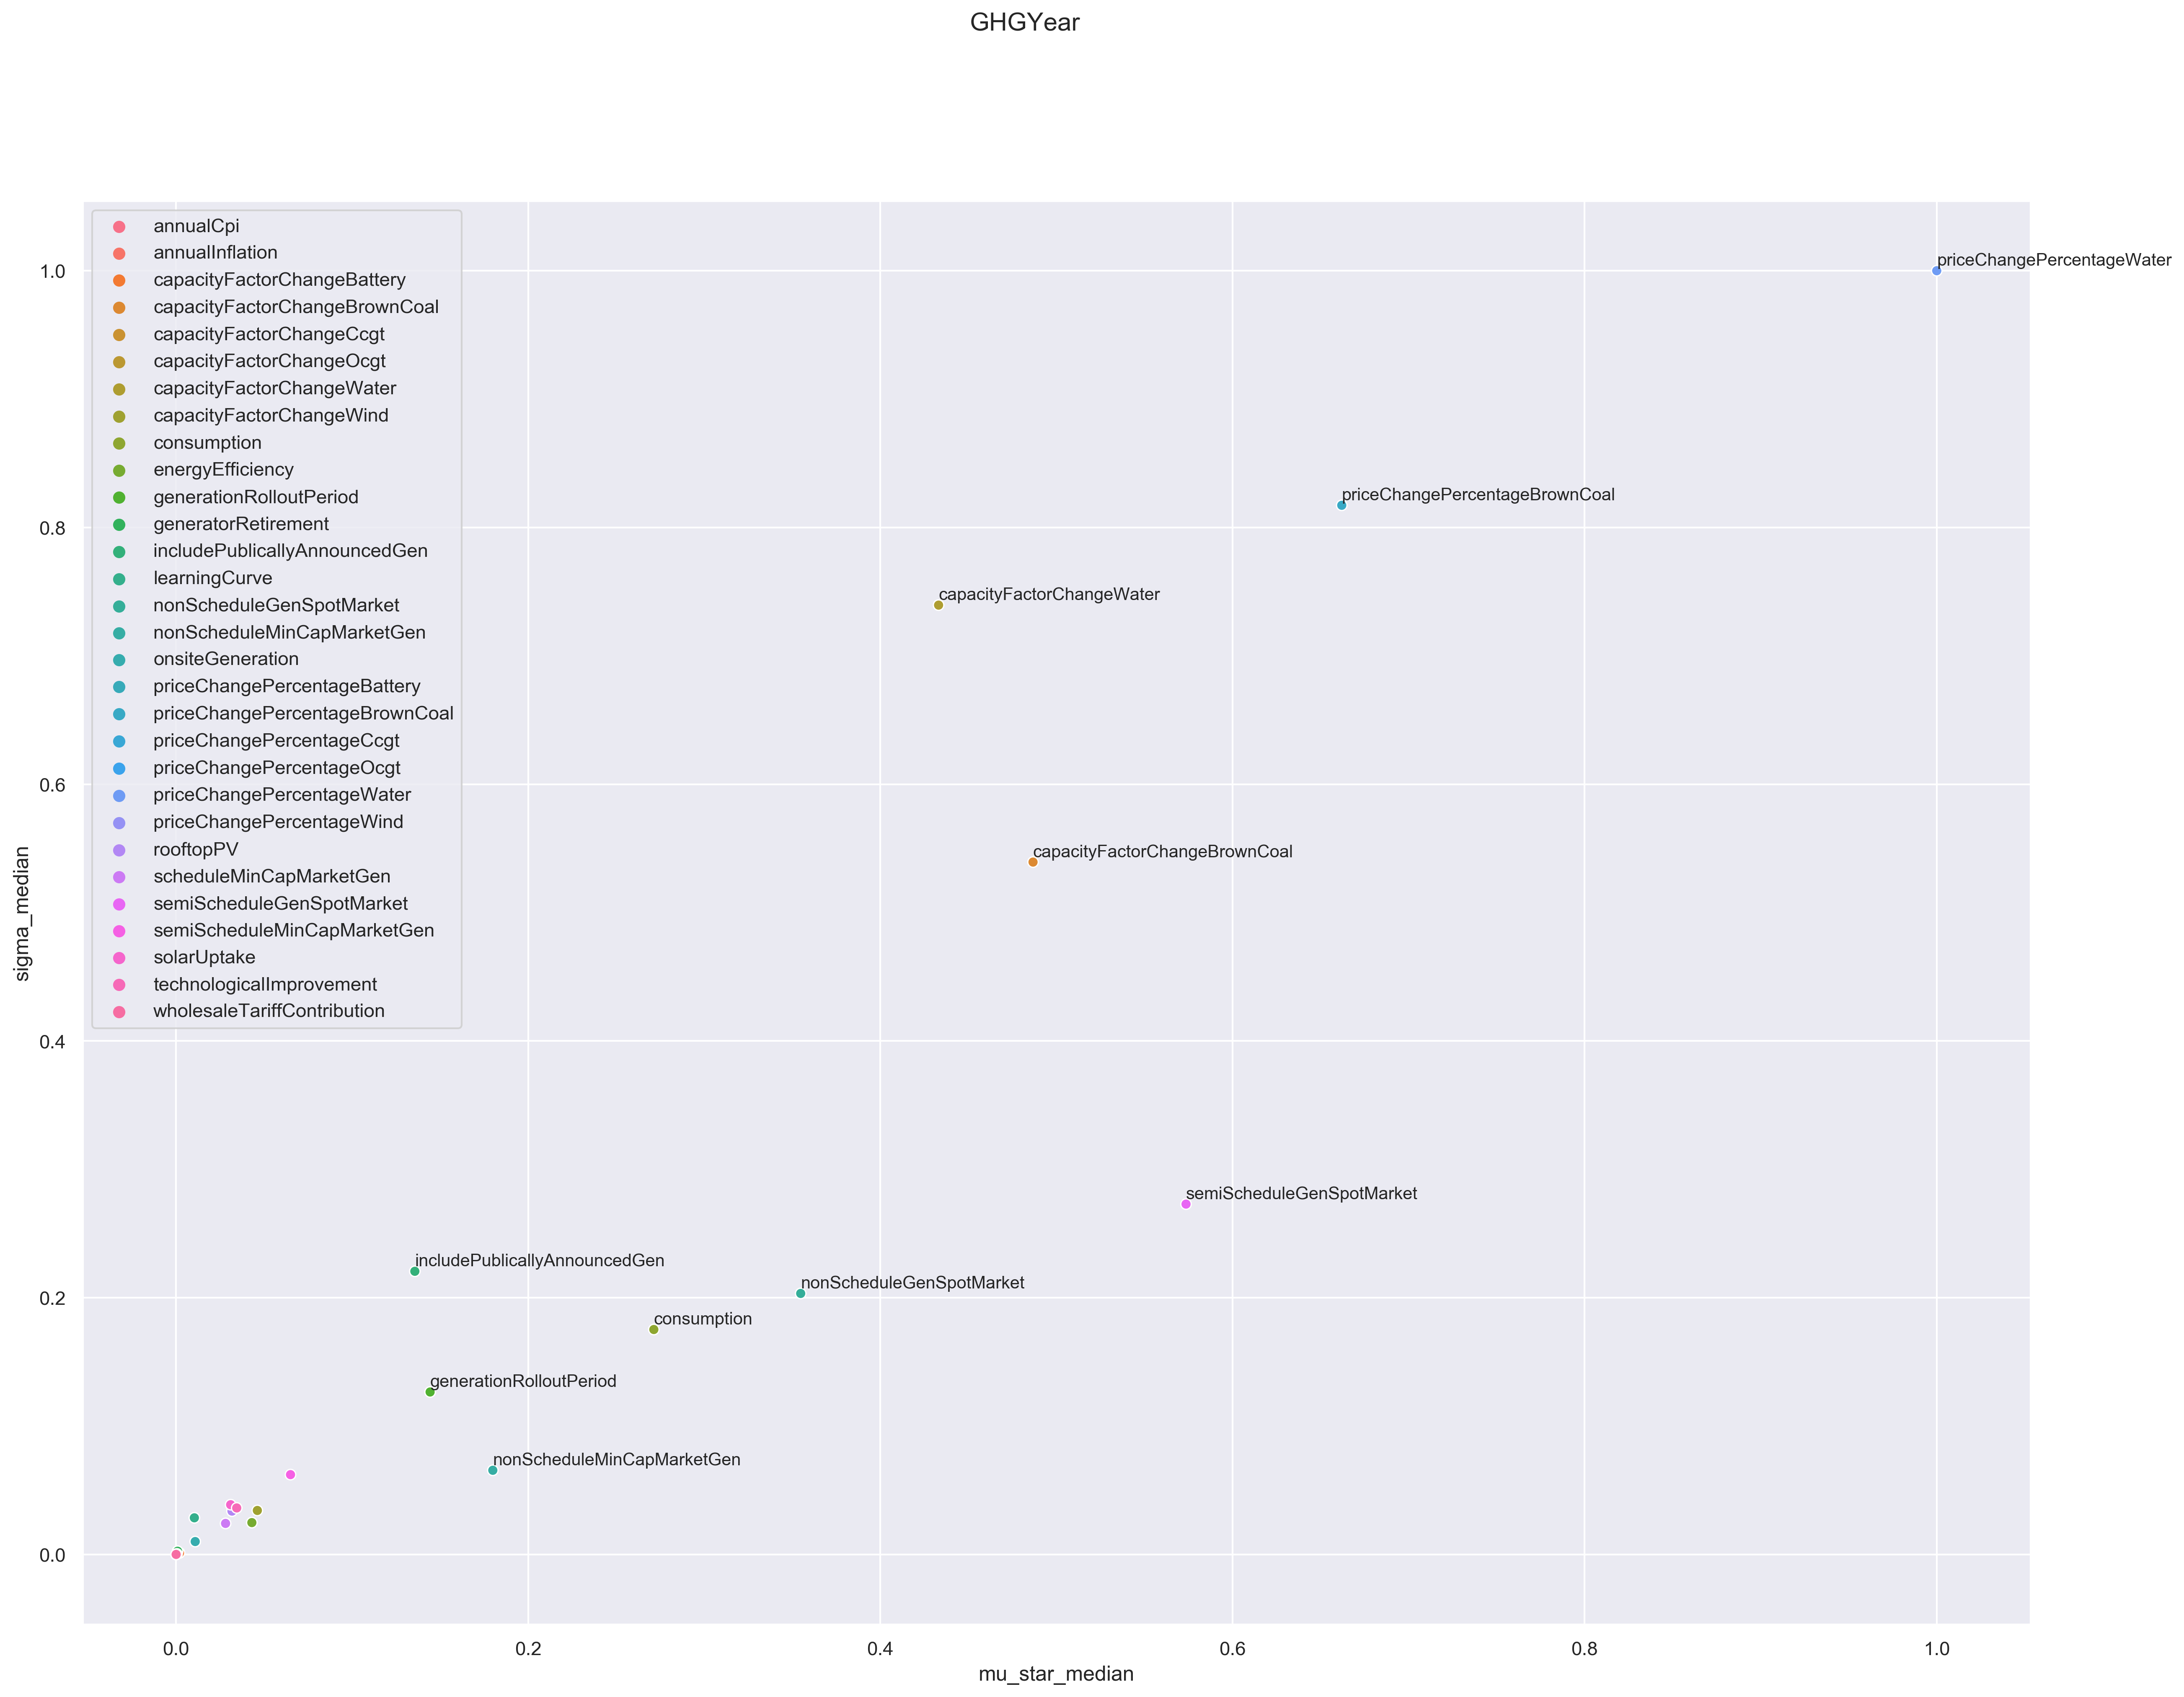 GHGYear
annualCpi
annualInflation
capacityFactorChangeBattery
capacityFactorChangeBrownCoal
capacityFactorChangeCcgt
capacityFactorChangeOcgt
capacityFactorChangeWater
capacityFactorChangeWind
consumption
energyEfficiency
generationRolloutPeriod
generatorRetirement
includePublicallyAnnouncedGen
learningCurve
nonScheduleGenSpotMarket
nonScheduleMinCapMarketGen
onsiteGeneration
priceChangePercentageBattery
priceChangePercentageBrownCoal
priceChangePercentageCcgt
priceChangePercentageOcgt
priceChangePercentageWater
priceChangePercentageWind
rooftopPV
scheduleMinCapMarketGen
semiScheduleGenSpotMarket
semiScheduleMinCapMarketGen
solarUptake
technologicalImprovement
wholesaleTariffContribution
priceChangePercentageWater
priceChangePercentageBrownCoal
capacityFactorChangeWater
capacityFactorChangeBrownCoal
semiScheduleGenSpotMarket
includePublicallyAnnouncedGen
nonScheduleGenSpotMarket
consumption
generationRolloutPeriod
nonScheduleMinCapMarketGen
1.0
0.8
0.6
0.4
0.2
0.0
sigma_median
0.0
0.2
0.4
0.6
0.8
1.0
mu_star_median